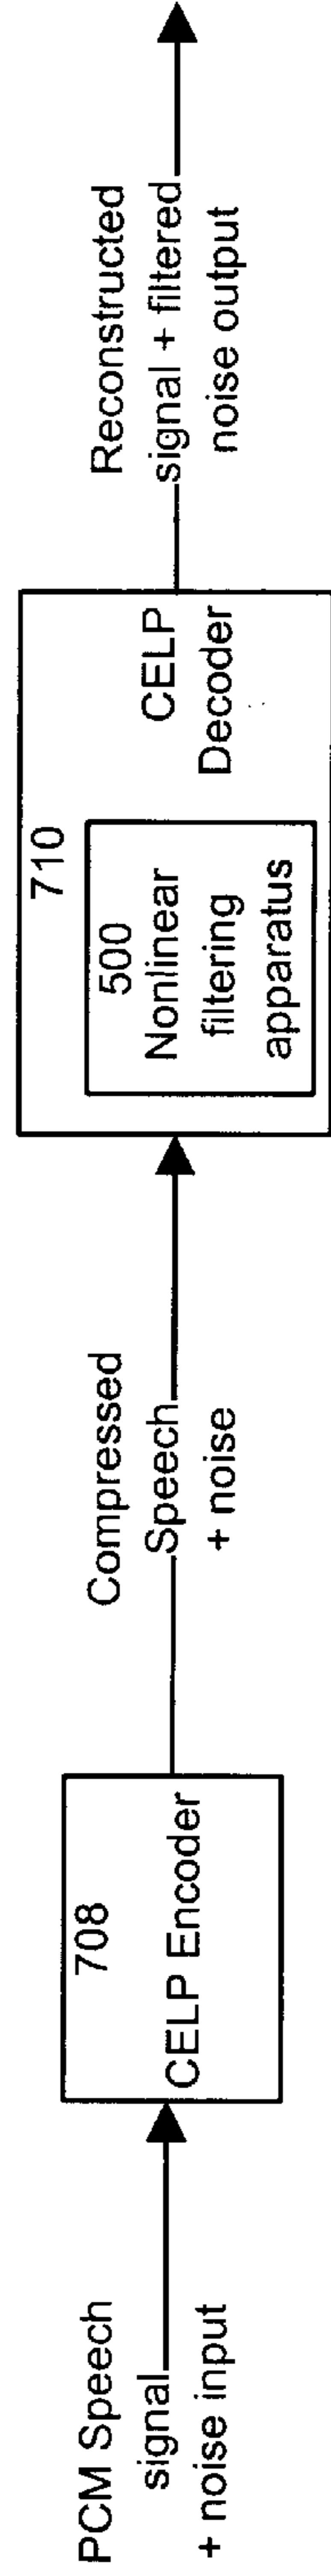 PCM Speech
signal
+ noise input
708
CELP Encoder
Compressed
Speech
+ noise
710
500
Nonlinear
filtering
apparatus
CELP
Decoder
Reconstructed
signal + filtered
noise output